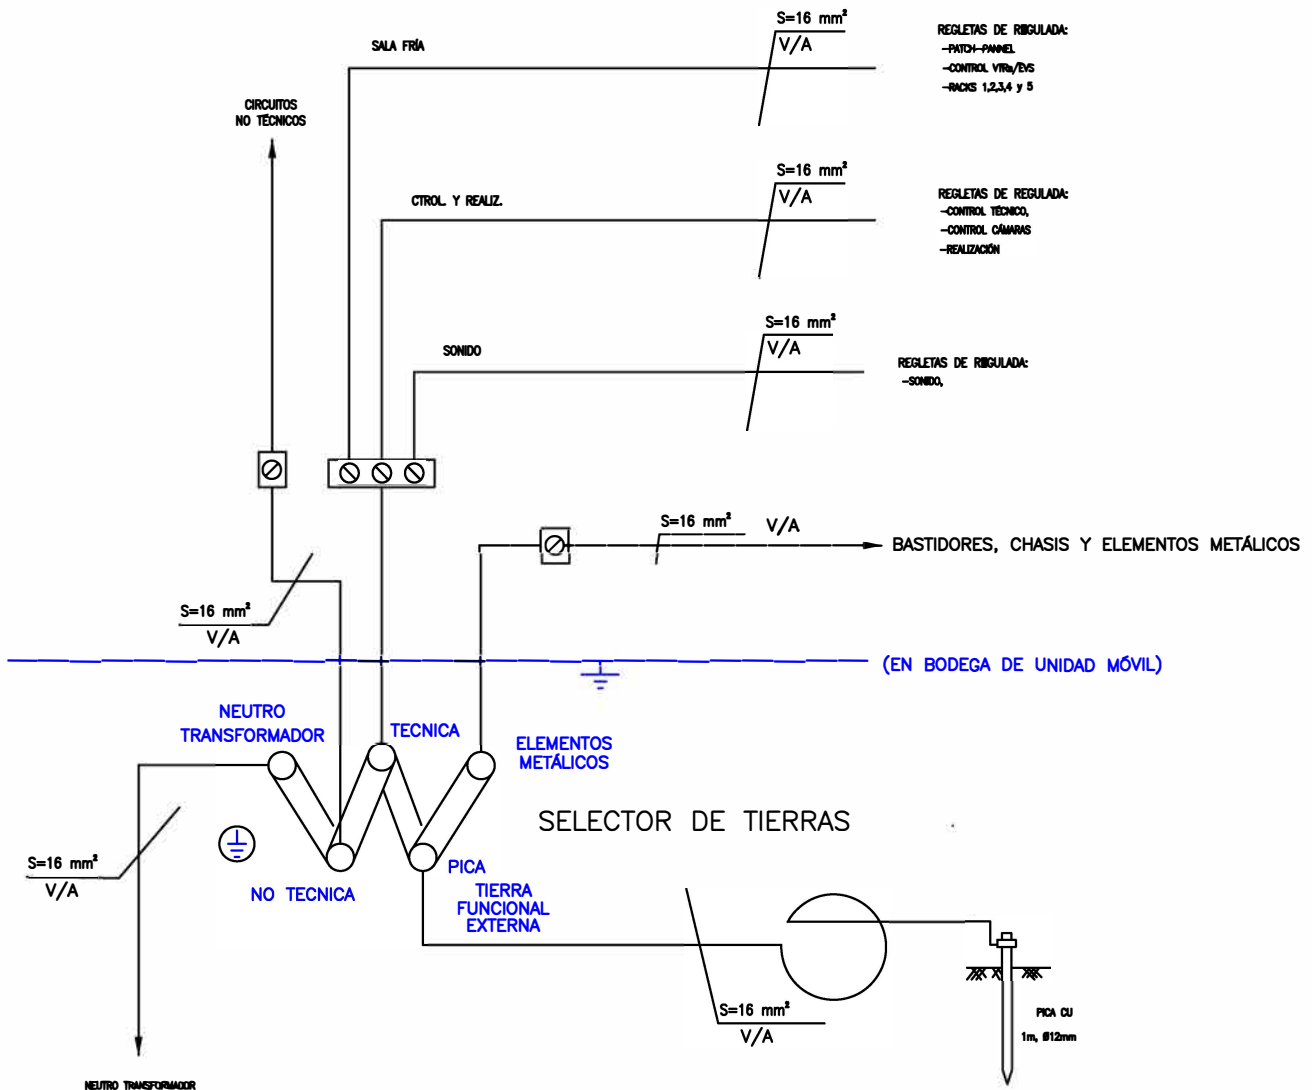 S=16 mm²
V/A
SALA FRÍA
REGLETAS DE REGULADA:
-PATCH-PANNEL
-CONTROL VTRs/EVS
-RACKS 1,2,3,4 y 5
CIRCUITOS
NO TÉCNICOS
S=16 mm²
V/A
CTROL. Y REALIZ.
REGLETAS DE REGULADA:
-CONTROL TÉCNICO,
-CONTROL CÁMARAS
-REALIZACIÓN
S=16 mm²
V/A
SONIDO
REGLETAS DE REGULADA:
-SONIDO,
S=16 mm²
V/A
BASTIDORES, CHASIS Y ELEMENTOS METÁLICOS
S=16 mm²
V/A
(EN BODEGA DE UNIDAD MÓVIL)
NEUTRO
TRANSFORMADOR
TECNICA
ELEMENTOS
METÁLICOS
SELECTOR DE TIERRAS
S=16 mm²
V/A
NO TECNICA
PICA
TIERRA
FUNCIONAL
EXTERNA
S=16 mm²
V/A
PICA CU
1m, Ø12mm
NEUTRO TRANSFORMADOR